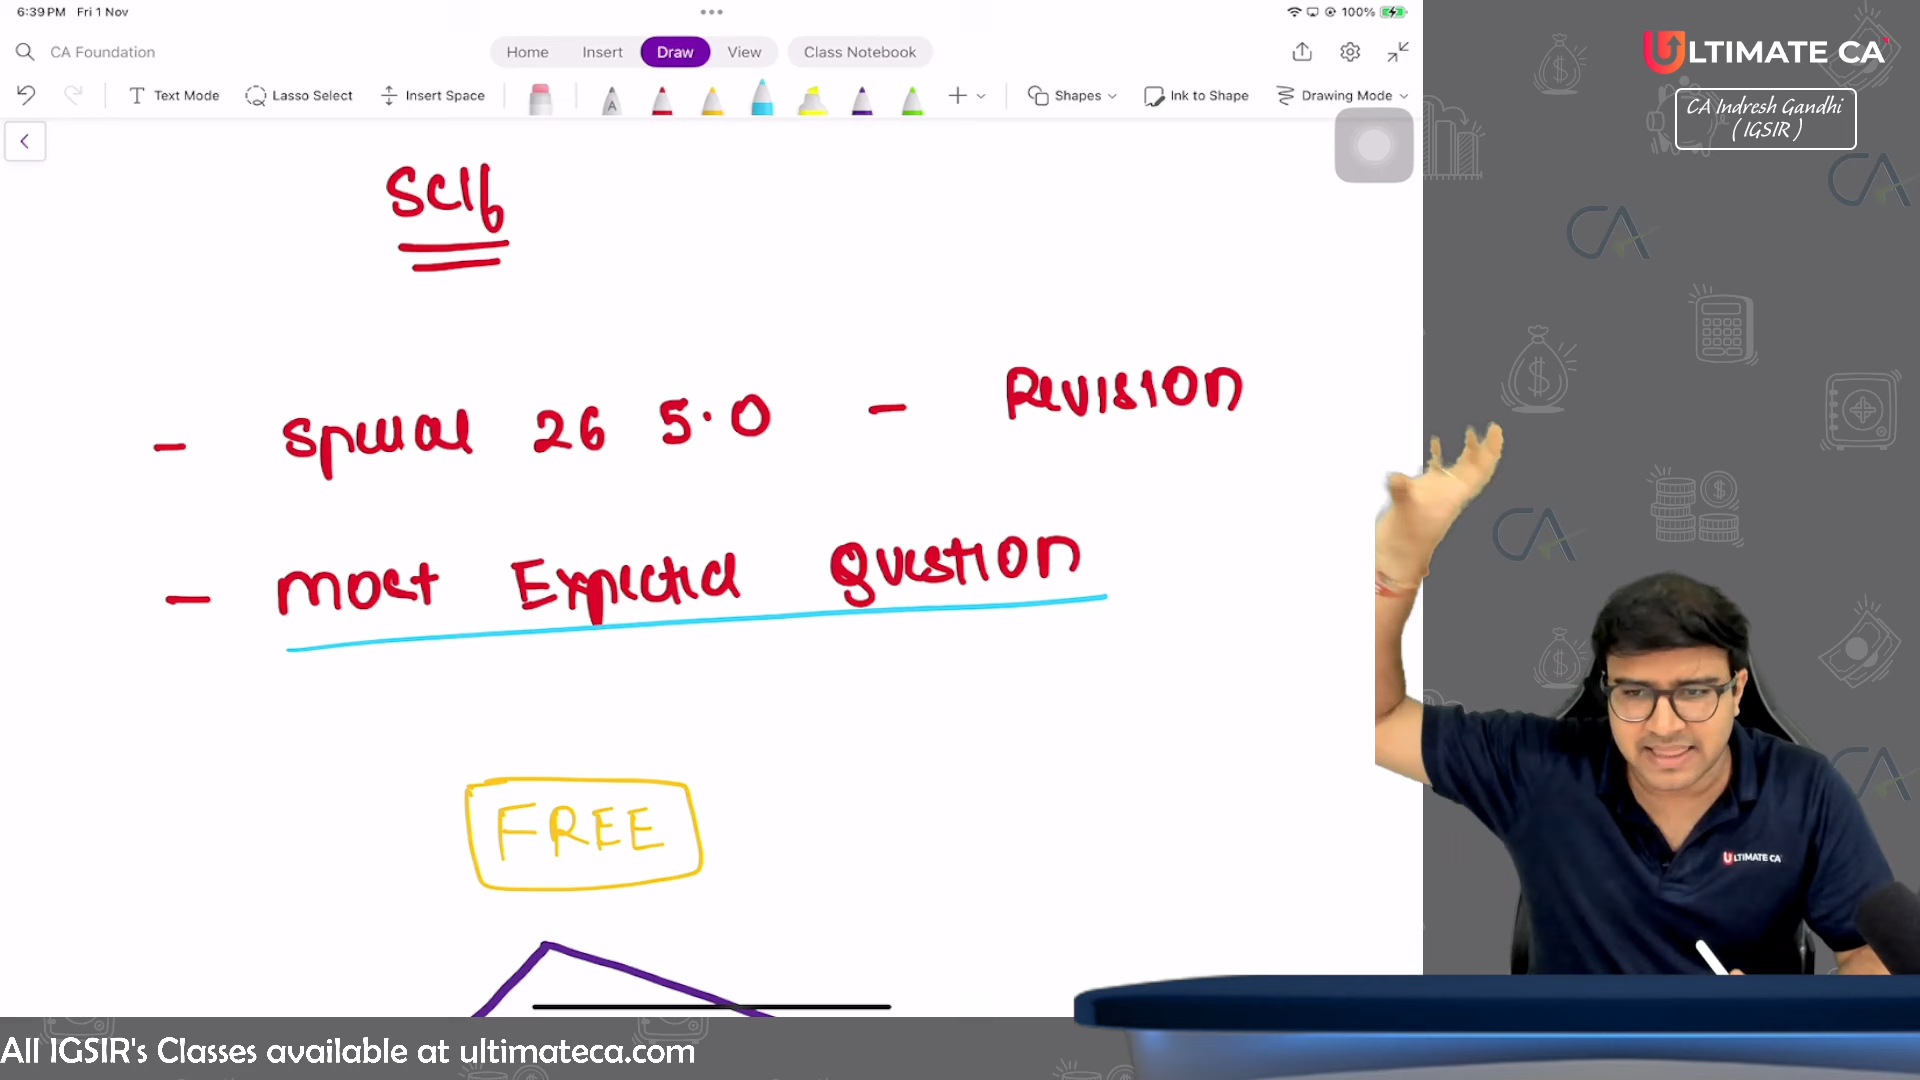 6:39 PM Fri 1 Nov
100%
CA Foundation
Home Insert Draw View Class Notebook
Text Mode Lasso Select Insert Space Shapes Ink to Shape Drawing Mode
ULTIMATE CA
CA Indresh Gandhi
( IGSIR )
Special 26 5.0 - Revision
- most Expected Question
FREE
ULTIMATE CA
All IGSIR's Classes available at ultimateca.com